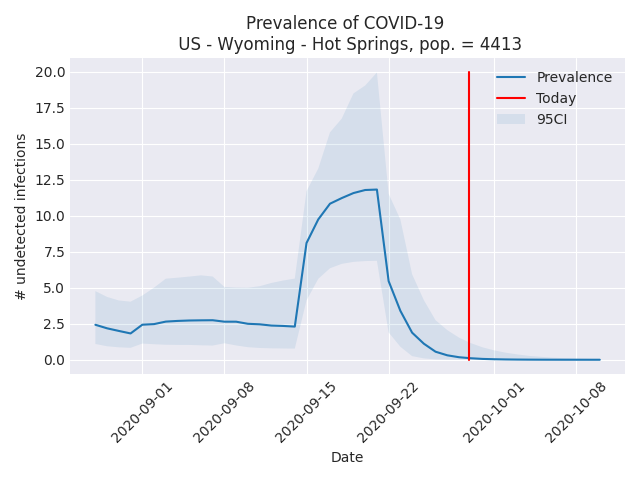 Prevalence of COVID-19
US - Wyoming - Hot Springs, pop. = 4413
20.0
17.5
15.0
12.5
10.0
7.5
5.0
2.5
0.0
# undetected infections
Prevalence
Today
95CI
2020-09-01
2020-09-08
2020-09-15
2020-09-22
2020-10-01
2020-10-08
Date